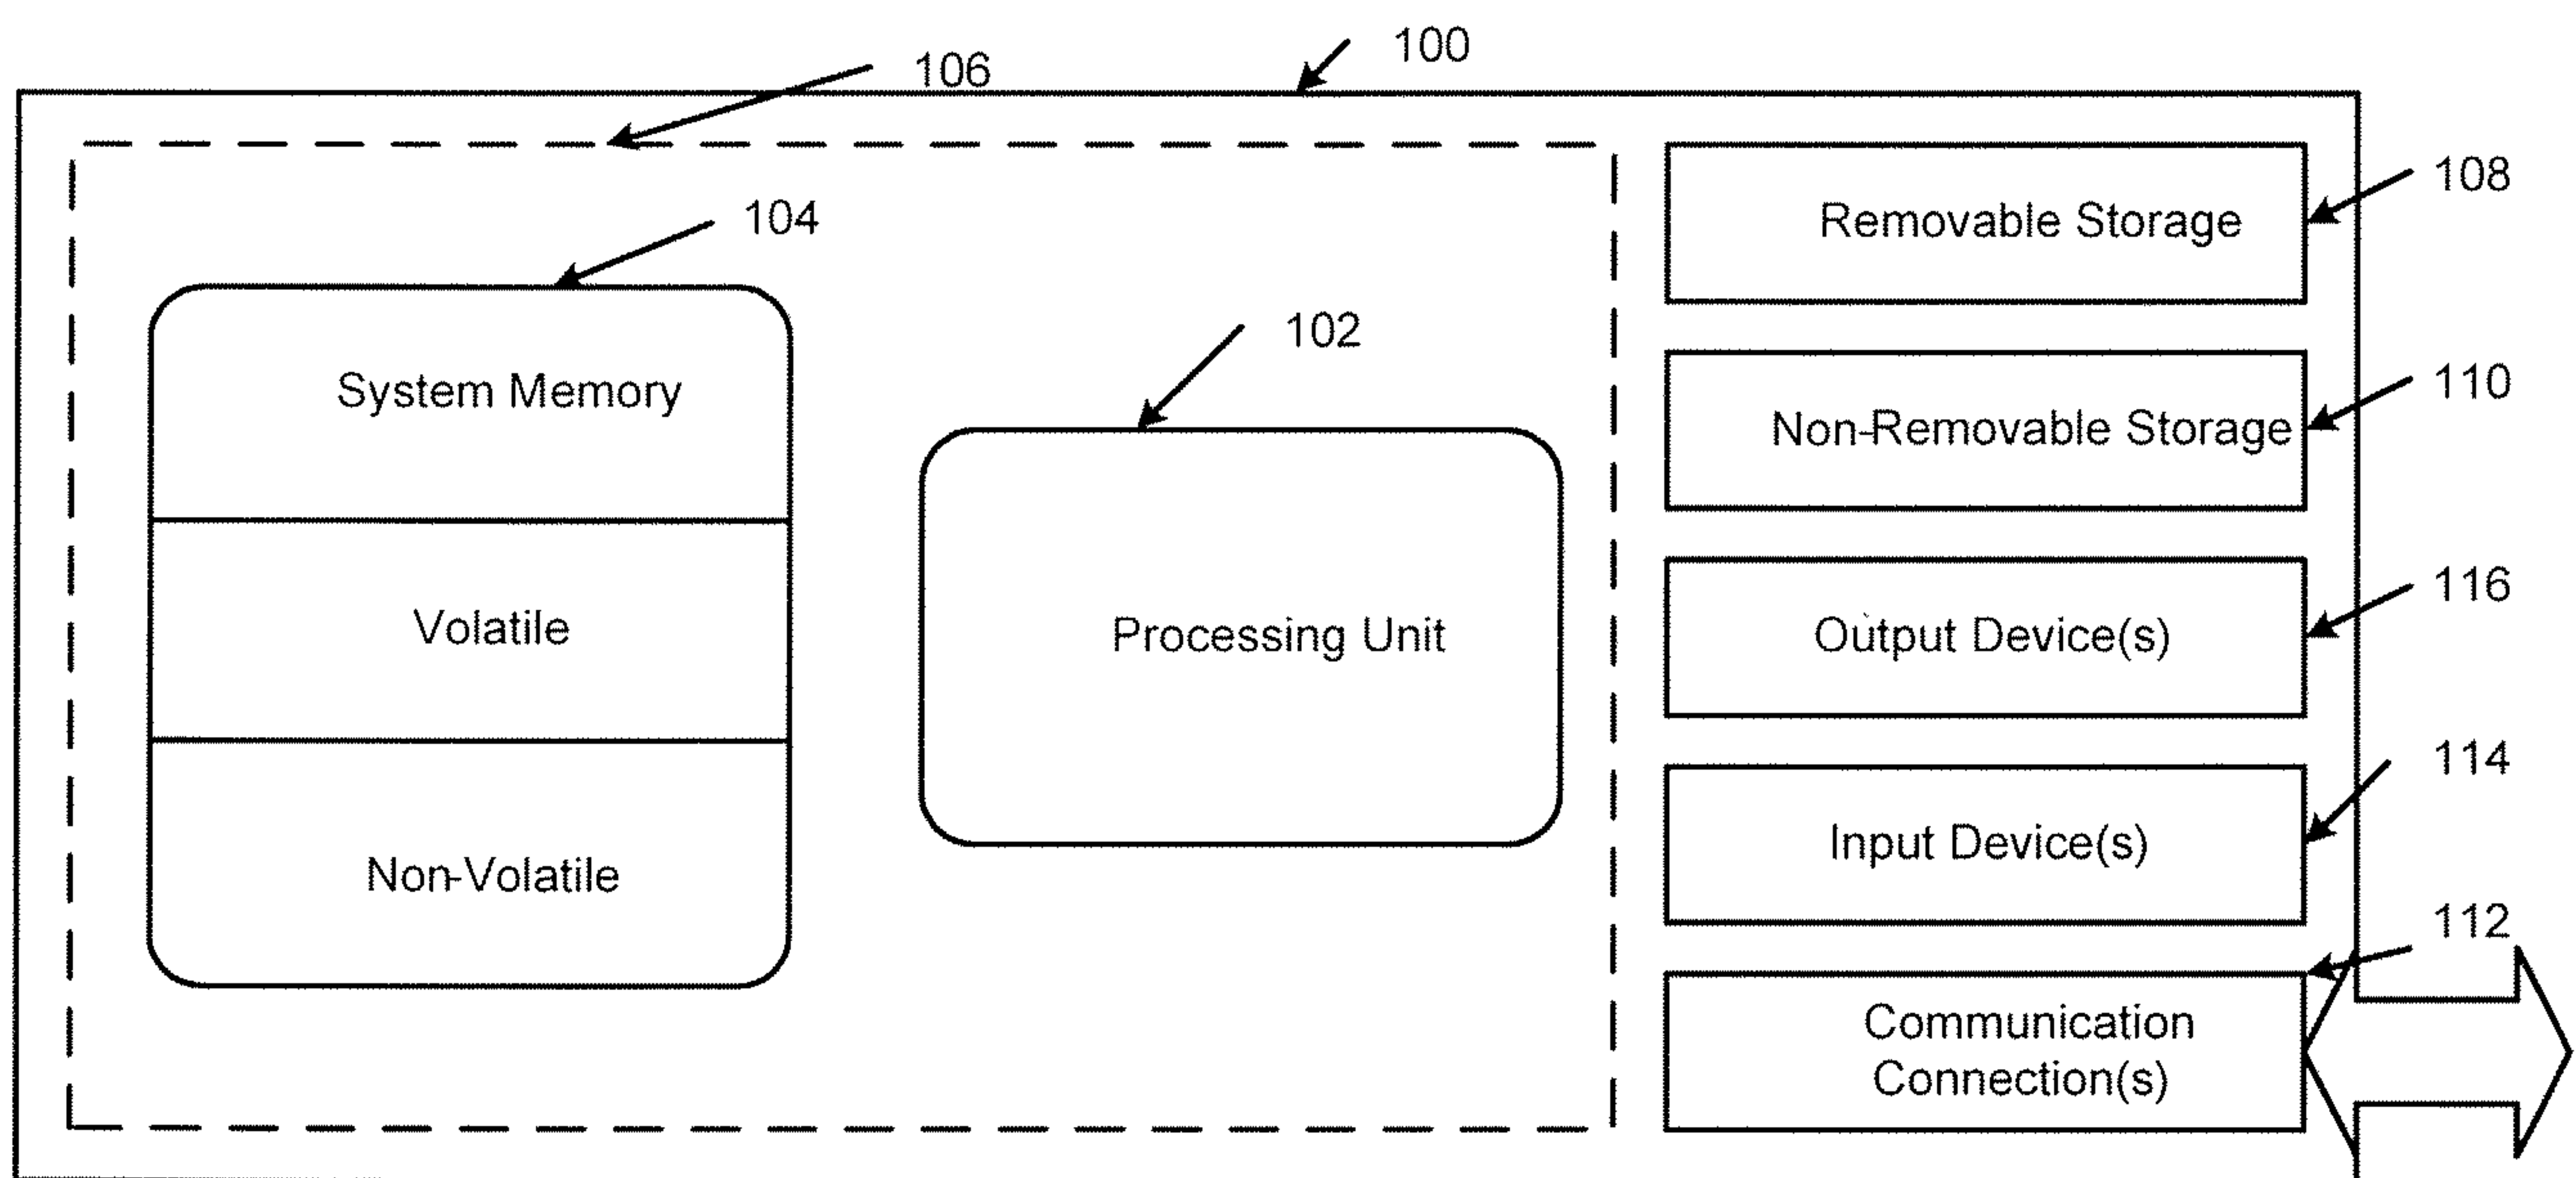 100
106
108
Removable Storage
104
102
110
System Memory
Non-Removable Storage
116
Volatile
Processing Unit
Output Device(s)
114
Input Device(s)
Non-Volatile
112
Communication
Connection(s)